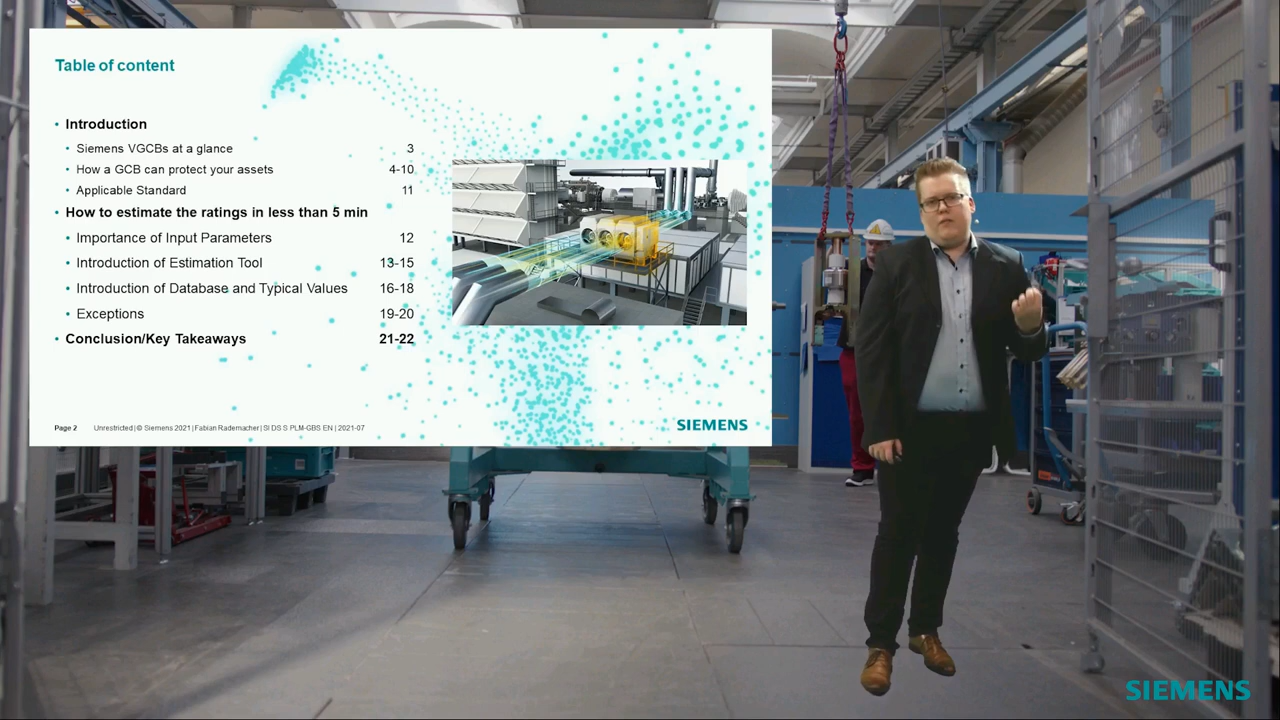 Table of content
• Introduction
• Siemens VGCBs at a glance 3
• How a GCB can protect your assets 4-10
• Applicable Standard 11
• How to estimate the ratings in less than 5 min
• Importance of Input Parameters 12
• Introduction of Estimation Tool 13-15
• Introduction of Database and Typical Values 16-18
• Exceptions 19-20
• Conclusion/Key Takeaways 21-22
Page 2 Unrestricted | © Siemens 2021 | Fabian Rademacher | SI DS S PLM-GBS EN | 2021-07
SIEMENS
SIEMENS